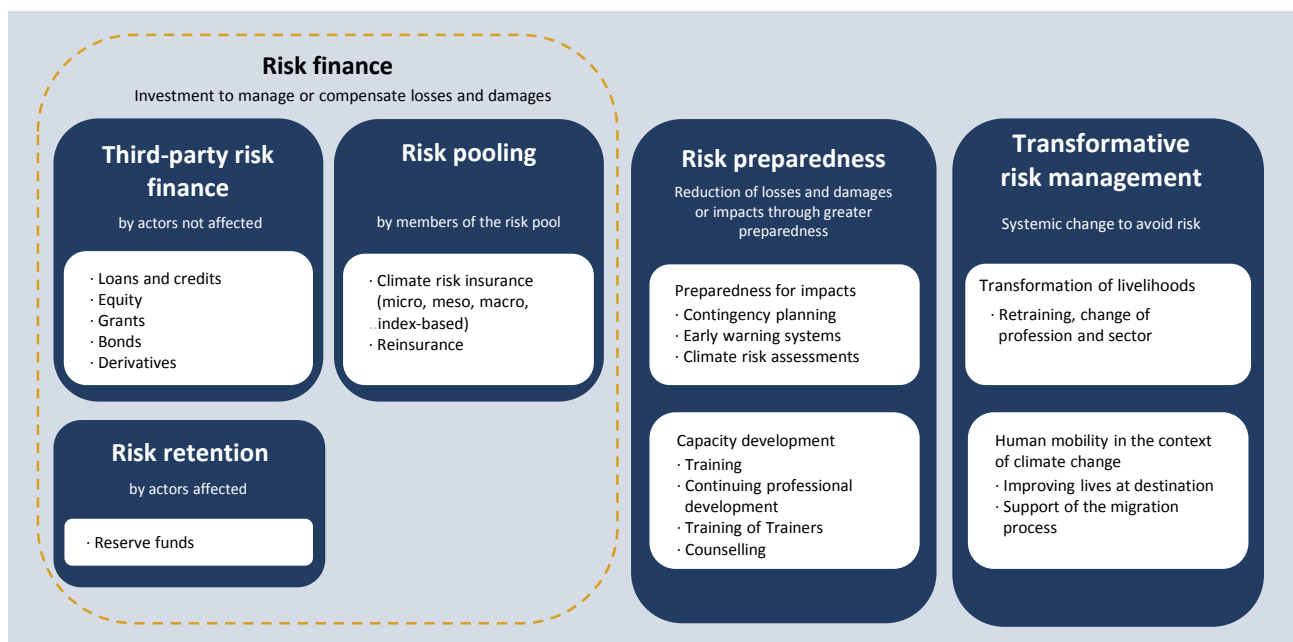 Risk finance
Investment to manage or compensate losses and damages
Third-party risk
finance
by actors not affected
· Loans and credits
· Equity
· Grants
· Bonds
· Derivatives
Risk pooling
by members of the risk pool
· Climate risk insurance
(micro, meso, macro,
..index-based)
· Reinsurance
Risk retention
by actors affected
· Reserve funds
Risk preparedness
Reduction of losses and damages
or impacts through greater
preparedness
Preparedness for impacts
· Contingency planning
· Early warning systems
· Climate risk assessments
Capacity development
· Training
· Continuing professional
development
· Training of Trainers
· Counselling
Transformative
risk management
Systemic change to avoid risk
Transformation of livelihoods
· Retraining, change of
profession and sector
Human mobility in the context
of climate change
· Improving lives at destination
· Support of the migration
process